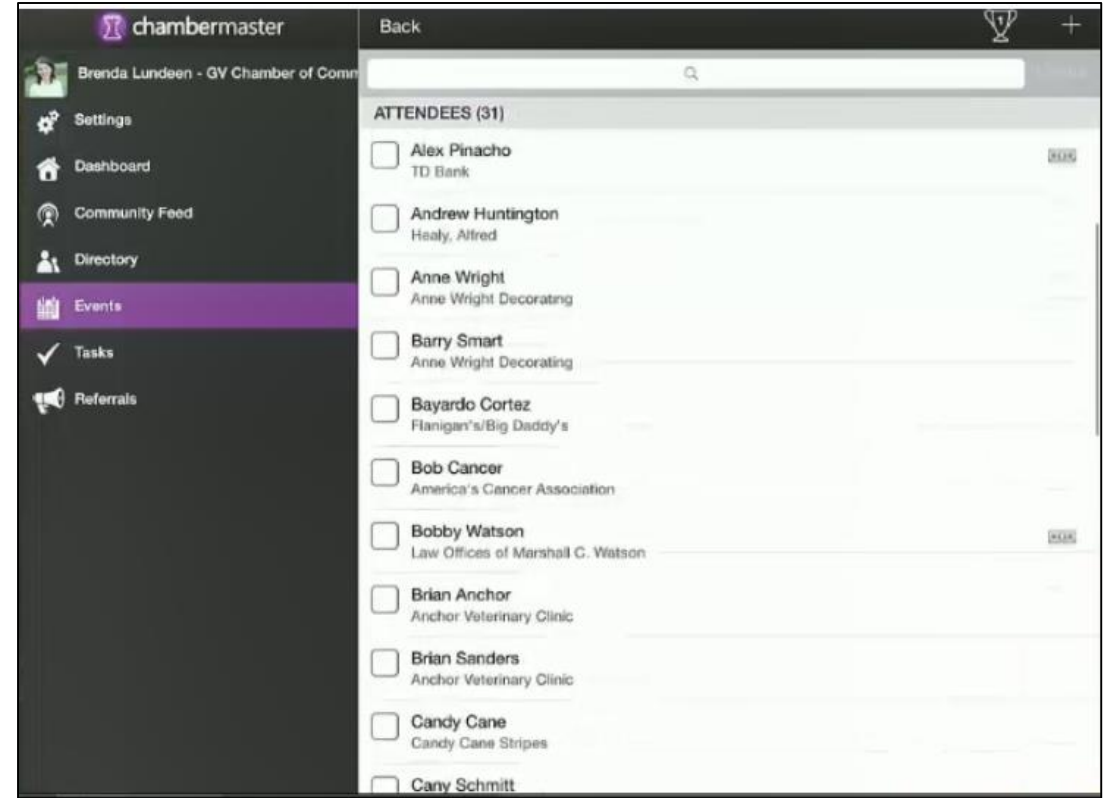 chambermaster
Brenda Lundeen - GV Chamber of Comm
Settings
Dashboard
Community Feed
Directory
Events
Tasks
Referrals
Back
1
ATTENDEES (31)
Alex Pinacho
TD Bank
Andrew Huntington
Healy, Alfred
Anne Wright
Anne Wright Decorating
Barry Smart
Anne Wright Decorating
Bayardo Cortez
Flanigan's/Big Daddy's
Bob Cancer
America's Cancer Association
Bobby Watson
Law Offices of Marshall C. Watson
Brian Anchor
Anchor Veterinary Clinic
Brian Sanders
Anchor Veterinary Clinic
Candy Cane
Candy Cane Stripes
Cany Schmitt